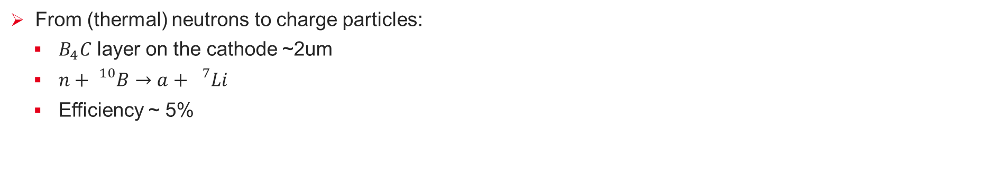 ➢ From (thermal) neutrons to charge particles:
▪ B₄C layer on the cathode ~2um
▪ n + ¹⁰B → a + ⁷Li
▪ Efficiency ~ 5%